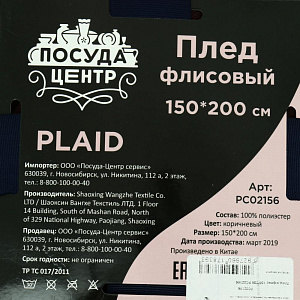 ПОСУДА
ЦЕНТР
Плед
флисовый
150*200 см
PLAID
Импортер: ООО «Посуда-Центр сервис»
630039, г. Новосибирск, ул. Никитина,
112 а, 2 этаж, тел.: 8-800-100-00-40
Производитель: Shaoxing Wangzhe Textile Co.
LTD / Шаоксин Вангзе Текстиль ЛТД. 1 Floor
14 Building, South of Mashan Road, North
of 329 National Highway, Paojiang, Shaoxing
Продавец: ООО «Посуда-Центр сервис»
630039, г. Новосибирск, ул. Никитина,
112 а, 2 этаж, тел.:
8-800-100-00-40
Срок годности: не ограничен
ТР ТС 017/2011
Арт:
PC02156
Состав: 100% полиэстер
Цвет: коричневый
Размер: 150*200 см
Дата производства: март 2019
Произведено в Китае